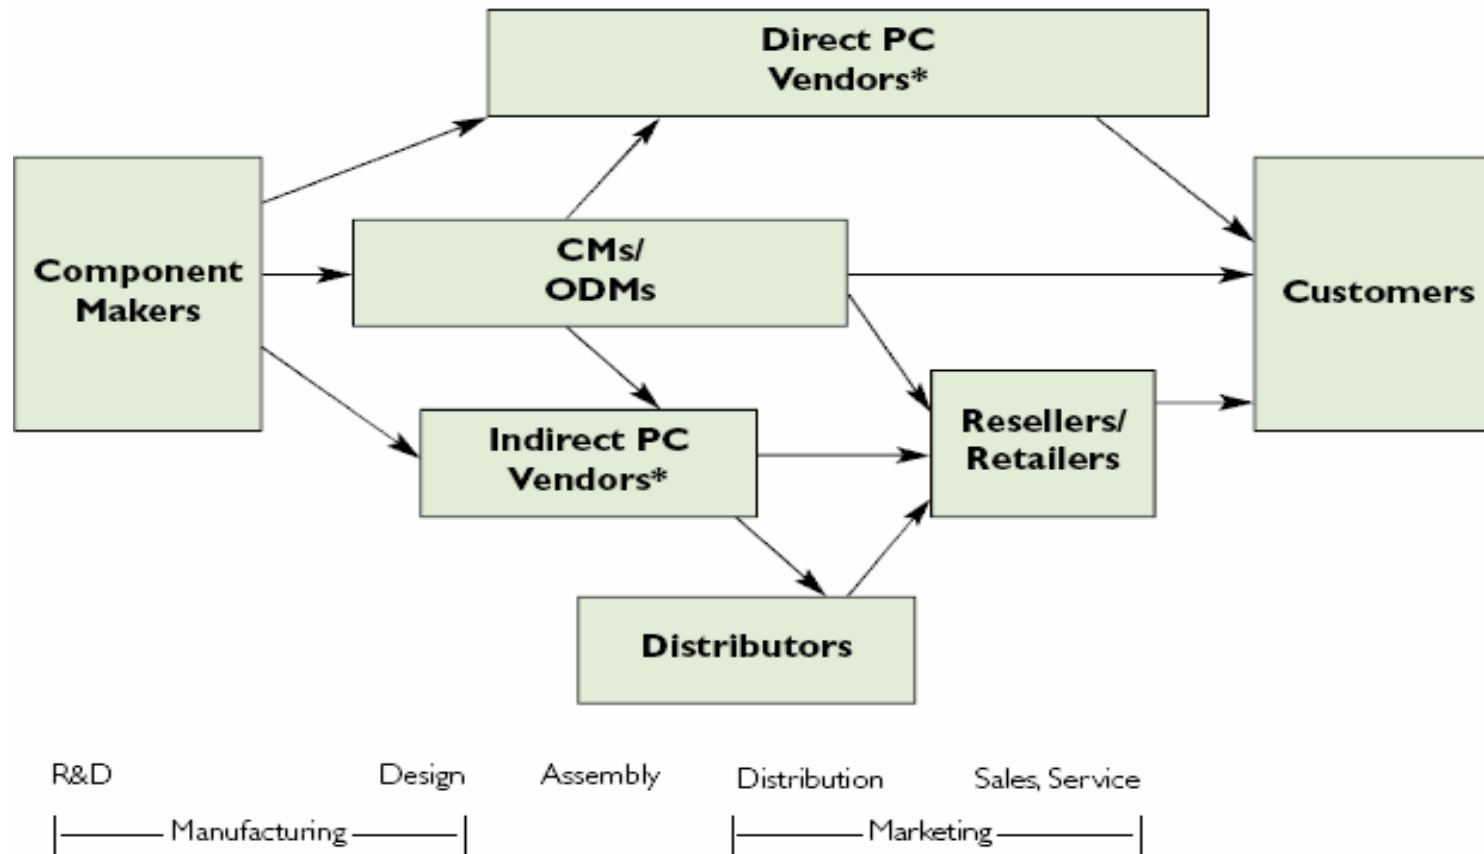 Direct PC
Vendors*
Component
Makers
CMs/
ODMs
Customers
Indirect PC
Vendors*
Resellers/
Retailers
Distributors
R&D
Design
Assembly
Distribution
Sales, Service
Manufacturing
Marketing